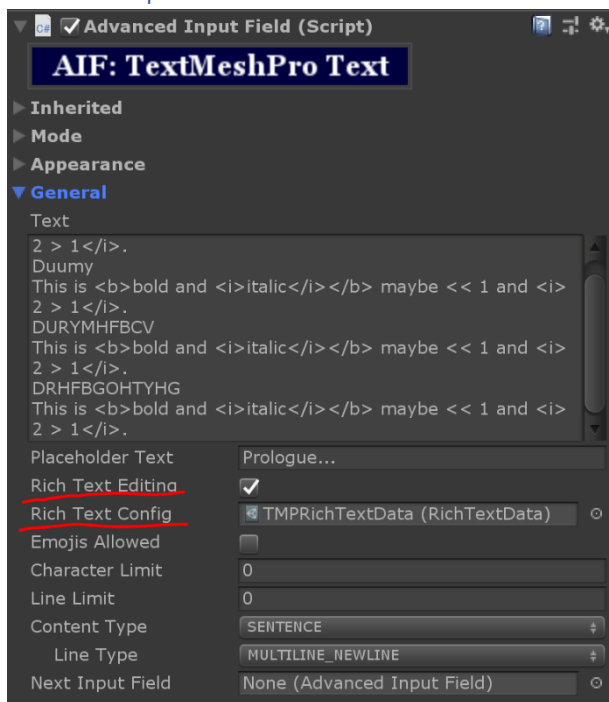 Advanced Input Field (Script)
AIF: TextMeshPro Text
Inherited
Mode
Appearance
General
Text
2 > 1</i>.
Duumy
This is <b>bold and <i>italic</i></b> maybe << 1 and <i>
2 > 1</i>.
DURYMHFBCV
This is <b>bold and <i>italic</i></b> maybe << 1 and <i>
2 > 1</i>.
DRHFBGOHTYHG
This is <b>bold and <i>italic</i></b> maybe << 1 and <i>
2 > 1</i>.
Placeholder Text Prologue...
Rich Text Editing
Rich Text Config TMPRichTextData (RichTextData)
Emojis Allowed
Character Limit 0
Line Limit 0
Content Type SENTENCE
Line Type MULTILINE_NEWLINE
Next Input Field None (Advanced Input Field)